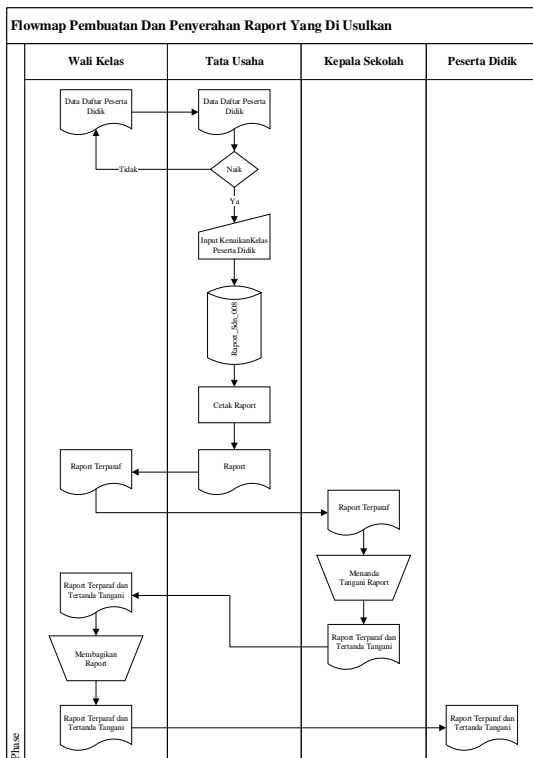 Flowmap Pembuatan Dan Penyerahan Raport Yang Di Usulkan
Wali Kelas
Tata Usaha
Kepala Sekolah
Peserta Didik
Data Daftar Peserta
Didik
Data Daftar Peserta
Didik
Tidak
Naik
Ya
Input KenaikanKelas
Peserta Didik
Raport_Sdn_008
Cetak Raport
Raport Terparaf
Raport
Raport Terparaf
Menanda
Tangani Raport
Raport Terparaf dan
Tertanda Tangani
Raport Terparaf dan
Tertanda Tangani
Membagikan
Raport
Raport Terparaf dan
Tertanda Tangani
Raport Terparaf dan
Tertanda Tangani
Phase